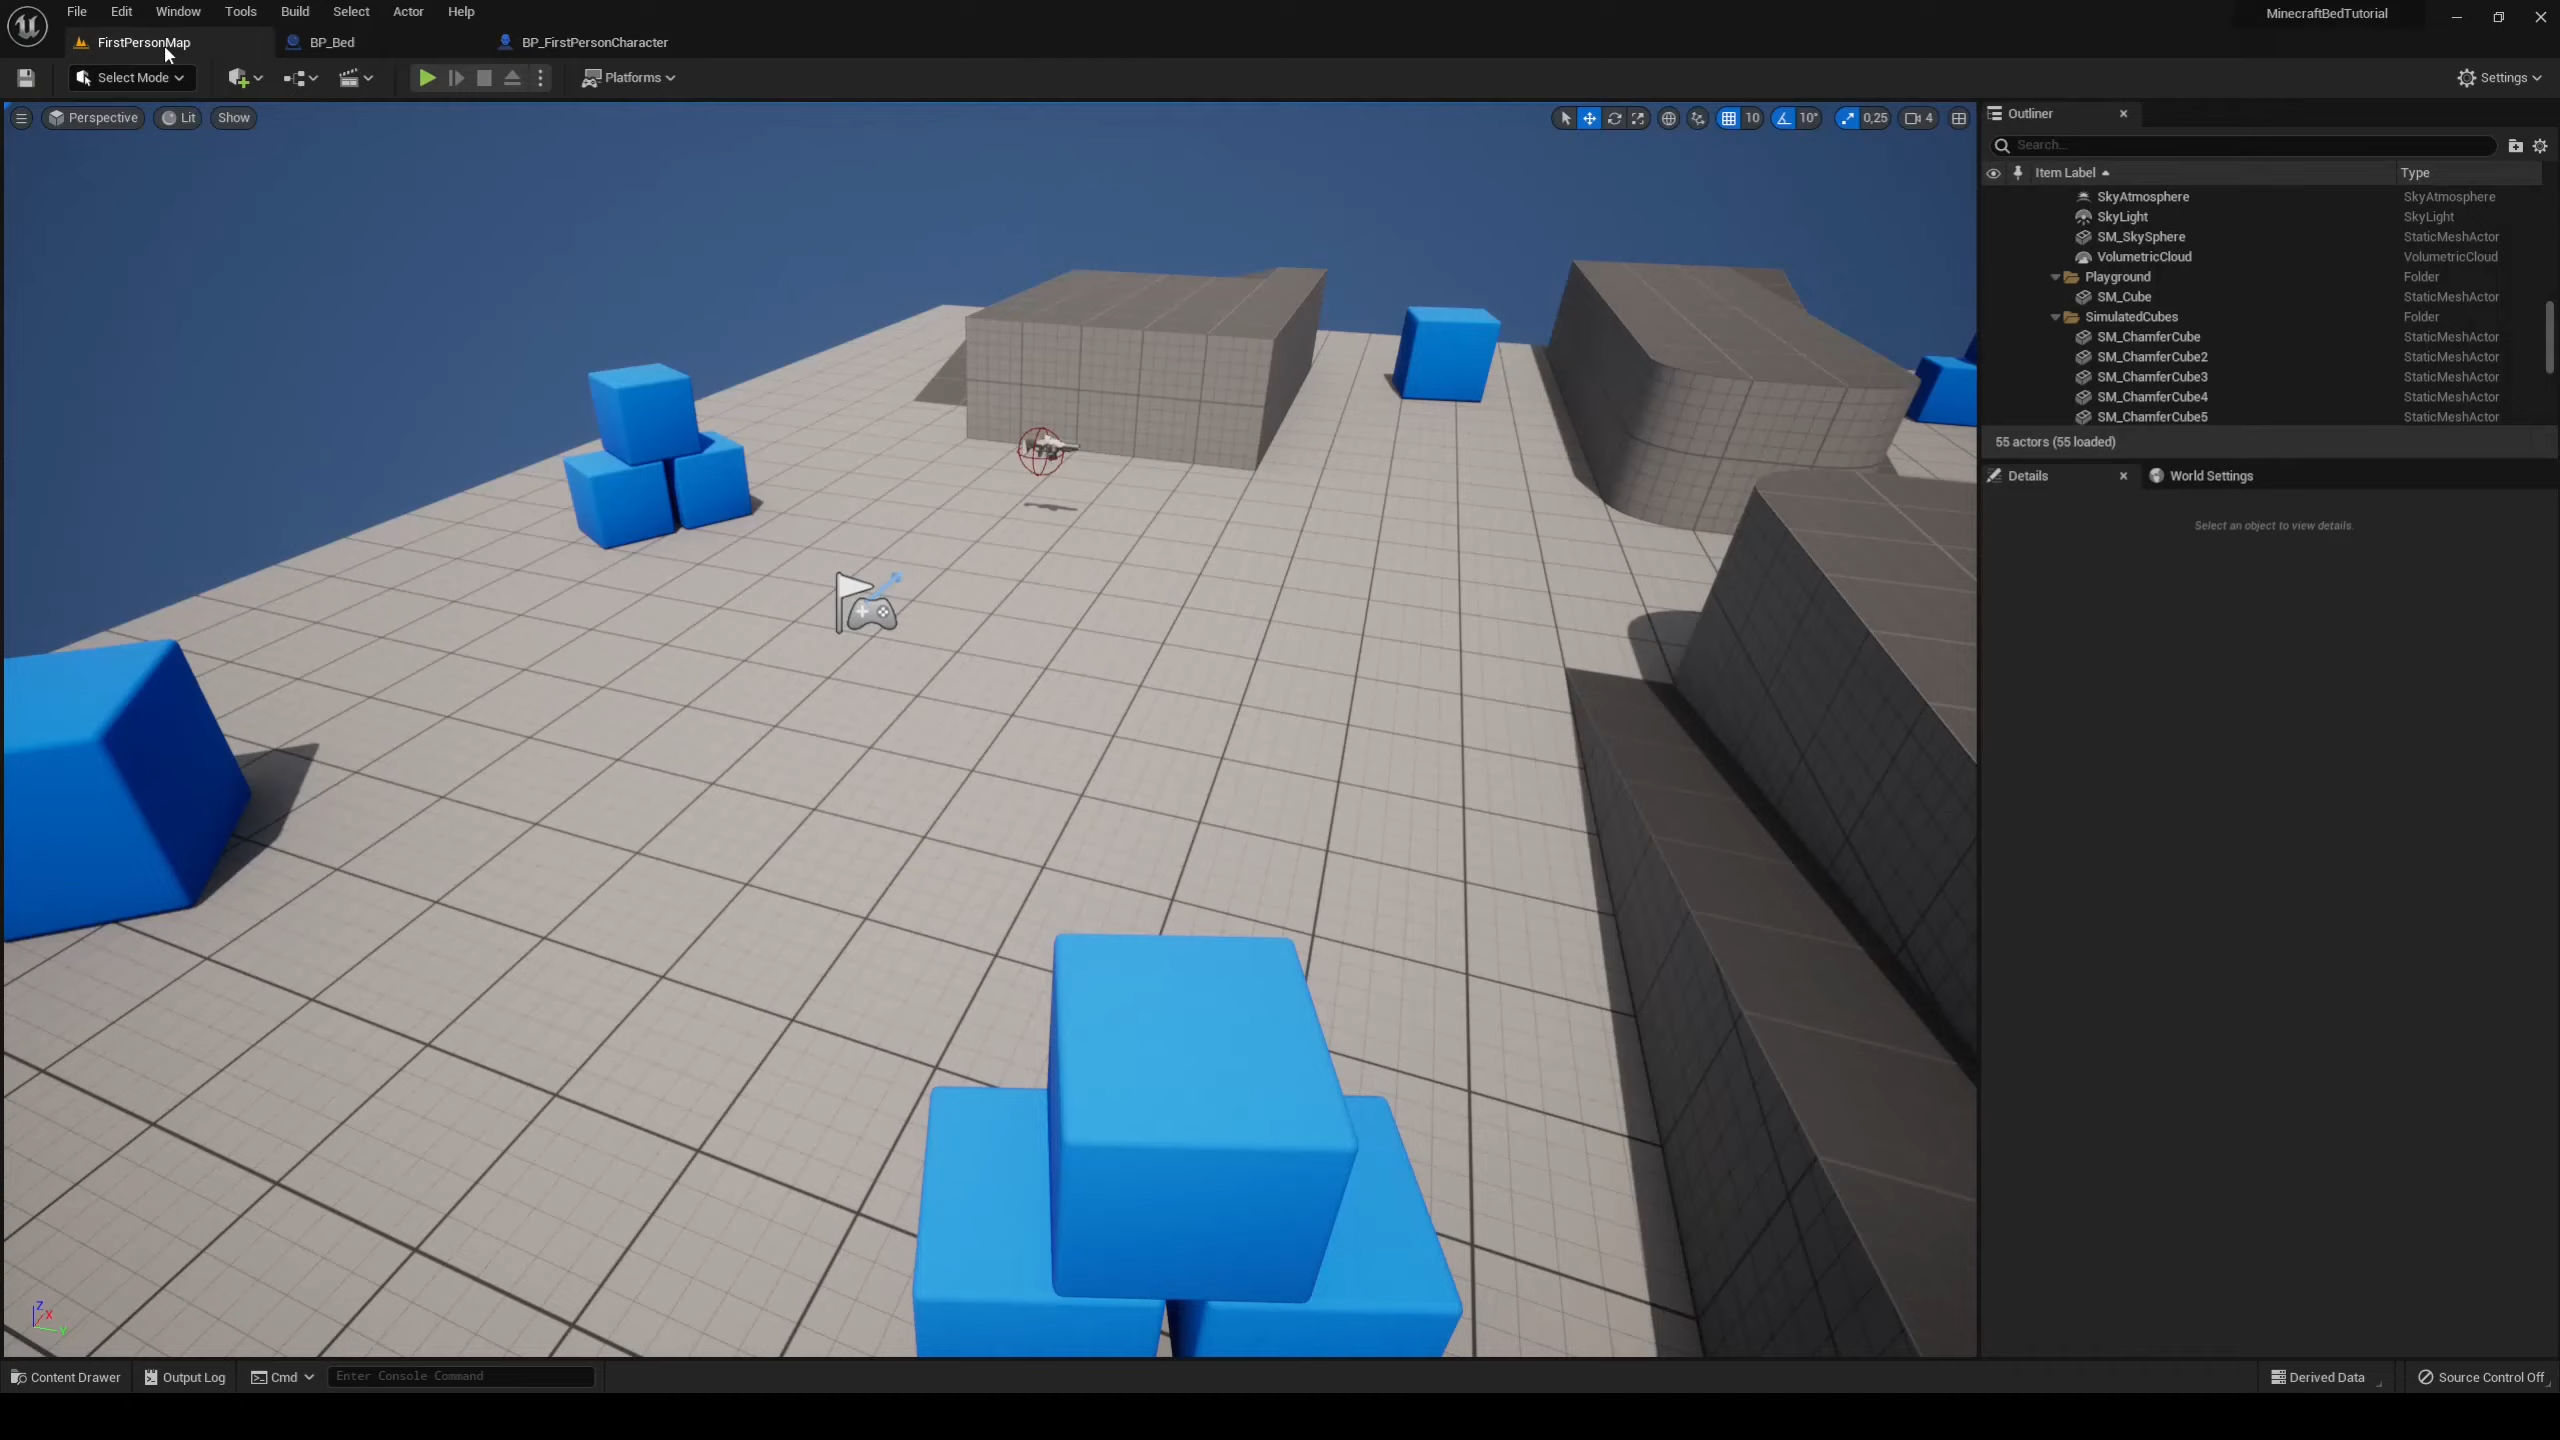 File Edit Window Tools Build Select Actor Help
MinecraftBedTutorial
FirstPersonMap BP_Bed BP_FirstPersonCharacter
Select Mode Platforms Settings
Perspective Lit Show 10 10° 0,25 4
Outliner
Search...
Item Label Type
SkyAtmosphere SkyAtmosphere
SkyLight SkyLight
SM_SkySphere StaticMeshActor
VolumetricCloud VolumetricCloud
Playground Folder
SM_Cube StaticMeshActor
SimulatedCubes Folder
SM_ChamferCube StaticMeshActor
SM_ChamferCube2 StaticMeshActor
SM_ChamferCube3 StaticMeshActor
SM_ChamferCube4 StaticMeshActor
SM_ChamferCube5 StaticMeshActor
55 actors (55 loaded)
Details World Settings
Select an object to view details.
Z X Y
Content Drawer Output Log Cmd Enter Console Command Derived Data Source Control Off